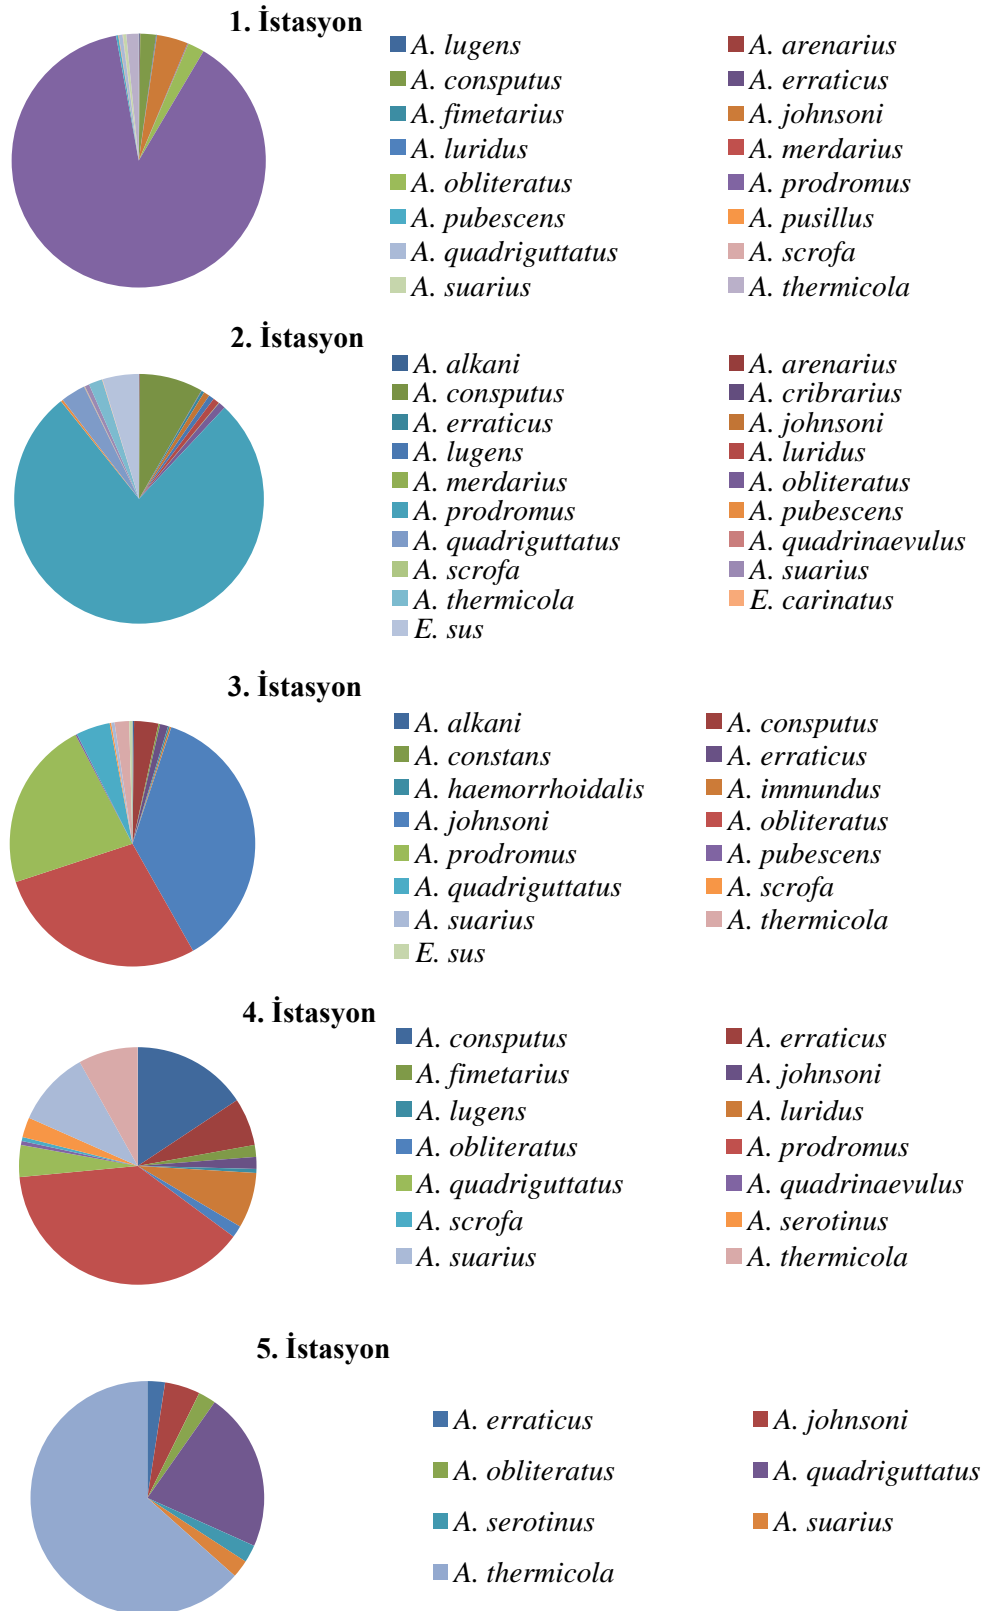 1. İstasyon
A. lugens A. arenarius
A. consputus A. erraticus
A. fimetarius A. johnsoni
A. luridus A. merdarius
A. obliteratus A. prodromus
A. pubescens A. pusillus
A. quadriguttatus A. scrofa
A. suarius A. thermicola
2. İstasyon
A. alkani A. arenarius
A. consputus A. cribrarius
A. erraticus A. johnsoni
A. lugens A. luridus
A. merdarius A. obliteratus
A. prodromus A. pubescens
A. quadriguttatus A. quadrinaevulus
A. scrofa A. suarius
A. thermicola E. carinatus
E. sus
3. İstasyon
A. alkani A. consputus
A. constans A. erraticus
A. haemorrhoidalis A. immundus
A. johnsoni A. obliteratus
A. prodromus A. pubescens
A. quadriguttatus A. scrofa
A. suarius A. thermicola
E. sus
4. İstasyon
A. consputus A. erraticus
A. fimetarius A. johnsoni
A. lugens A. luridus
A. obliteratus A. prodromus
A. quadriguttatus A. quadrinaevulus
A. scrofa A. serotinus
A. suarius A. thermicola
5. İstasyon
A. erraticus A. johnsoni
A. obliteratus A. quadriguttatus
A. serotinus A. suarius
A. thermicola